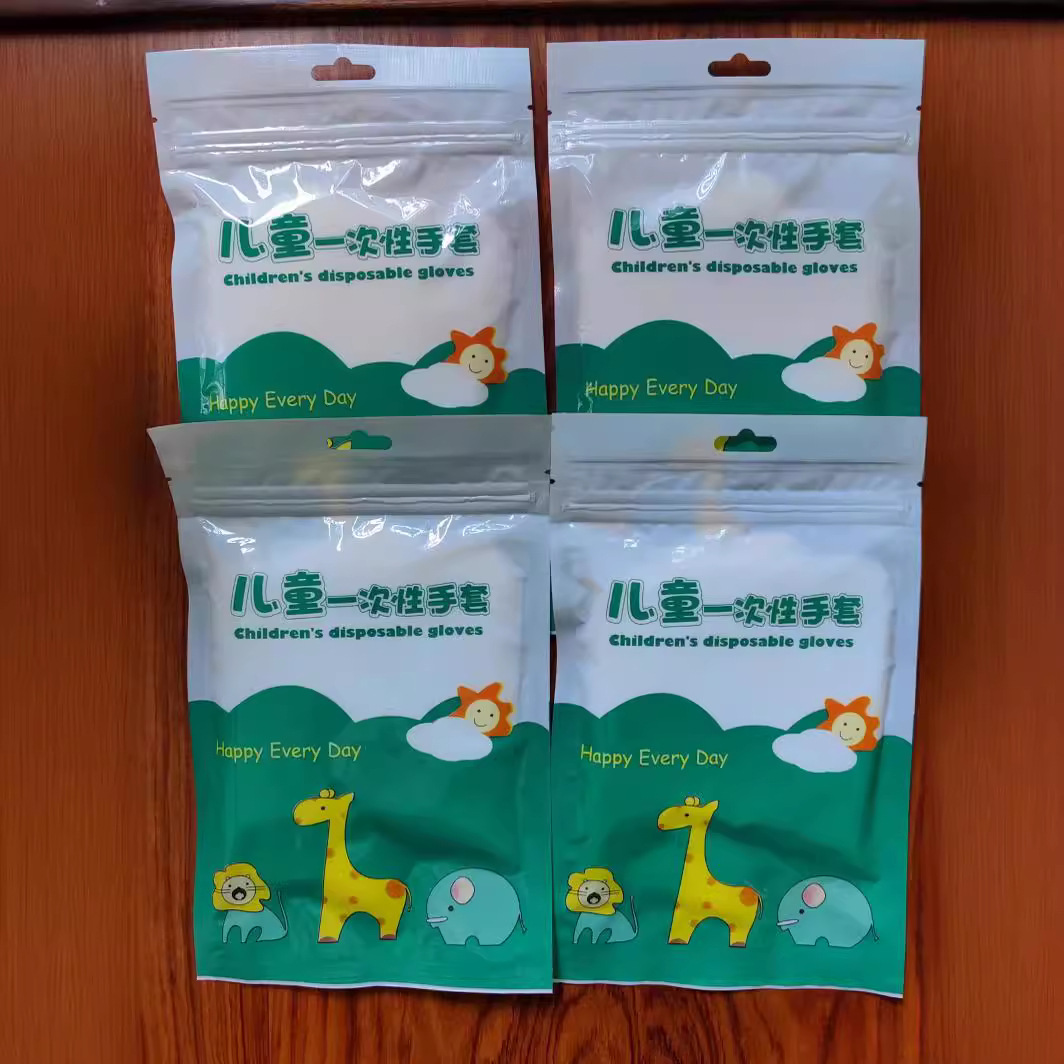 儿童一次性手套
Children's disposable gloves
Happy Every Day
儿童一次性手套
Children's disposable gloves
Happy Every Day
儿童一次性手套
Children's disposable gloves
Happy Every Day
儿童一次性手套
Children's disposable gloves
Happy Every Day